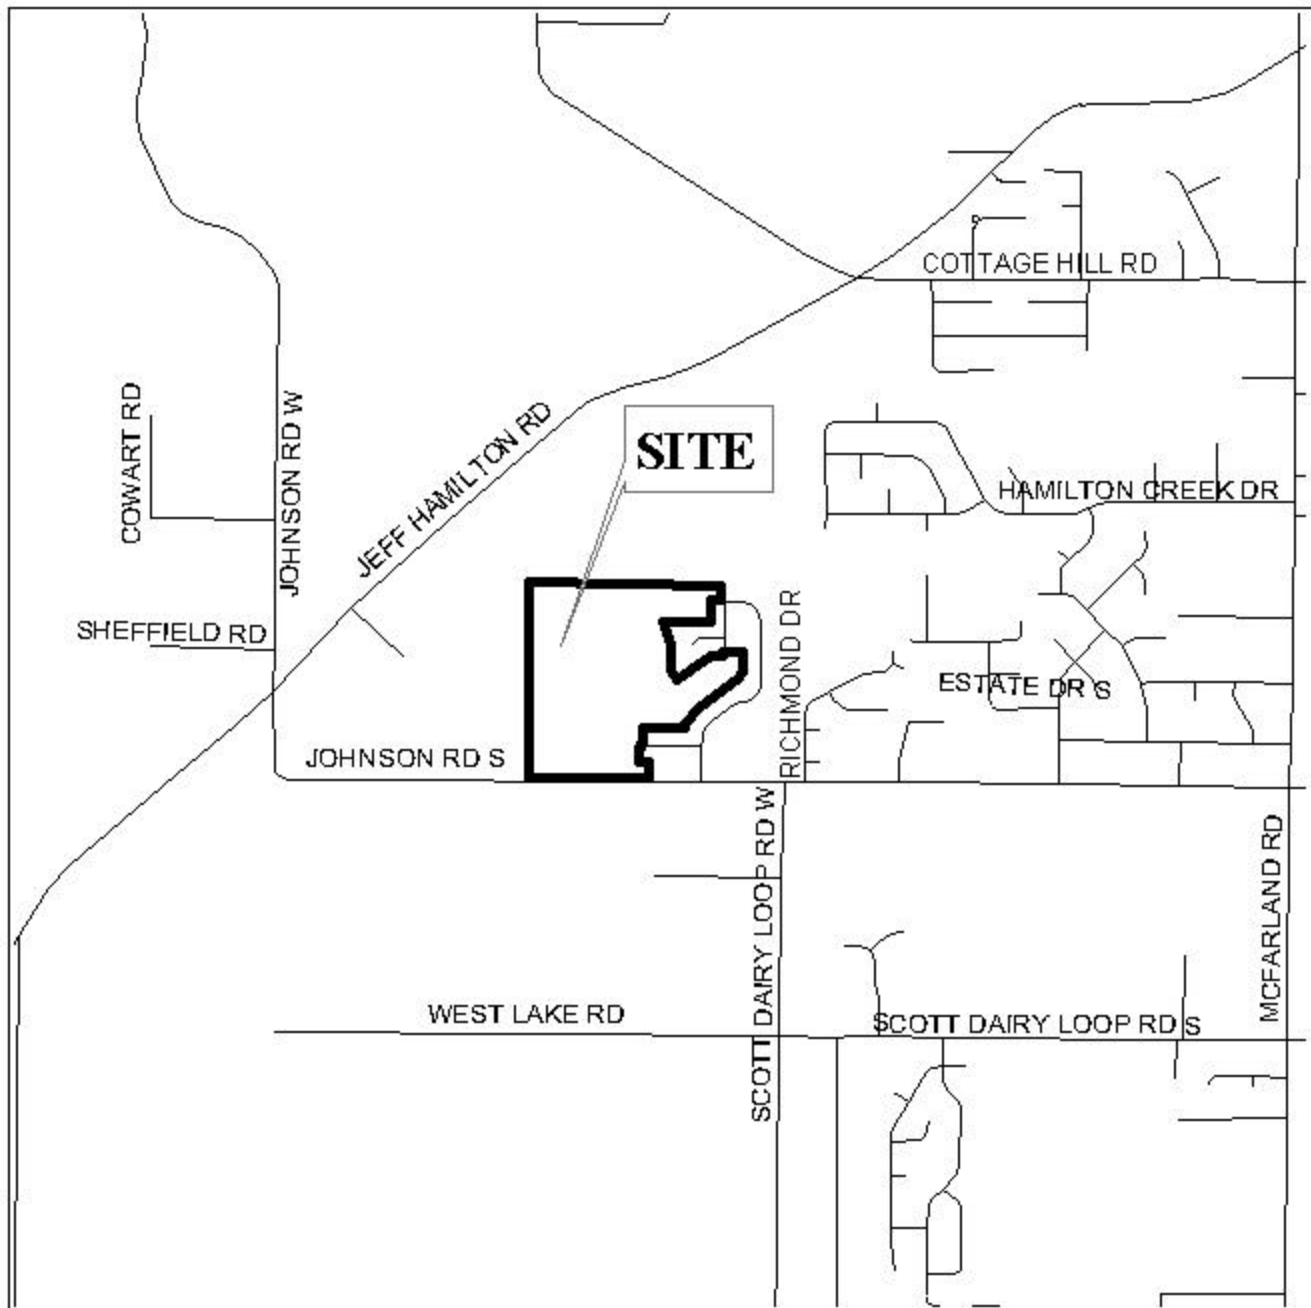 COTTAGE HILL RD
COWART RD
JOHNSON RD W
JEFF HAMILTON RD
SITE
HAMILTON CREEK DR
SHEFFIELD RD
RICHMOND DR
ESTATE DR S
JOHNSON RD S
SCOTT DAIRY LOOP RD W
MCFARLAND RD
WEST LAKE RD
SCOTT DAIRY LOOP RD S